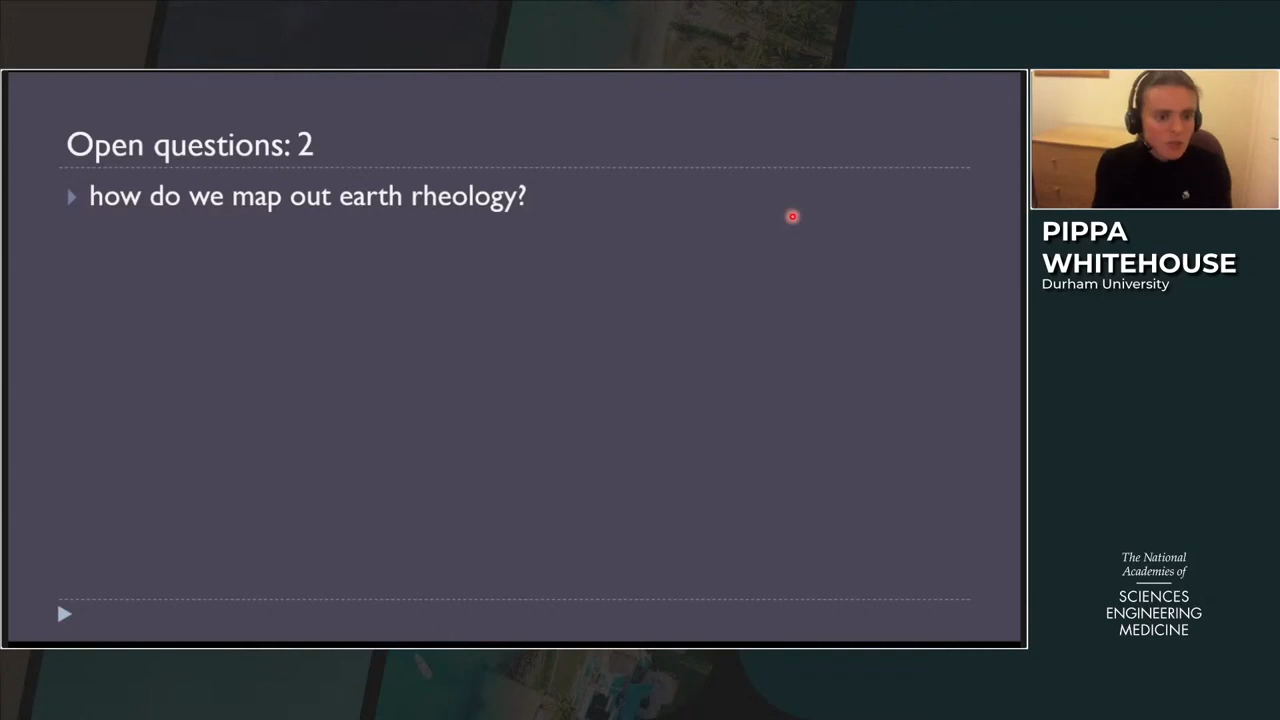 Open questions: 2
how do we map out earth rheology?
PIPPA
WHITEHOUSE
Durham University
The National
Academies of
SCIENCES
ENGINEERING
MEDICINE